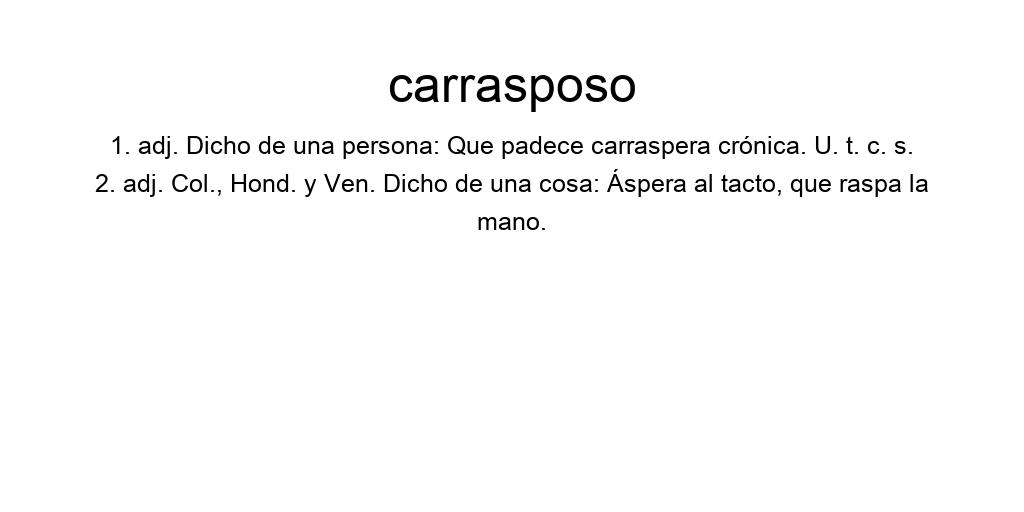 carrasposo
1. adj. Dicho de una persona: Que padece carraspera crónica. U. t. c. s.
2. adj. Col., Hond. y Ven. Dicho de una cosa: Áspera al tacto, que raspa la
mano.